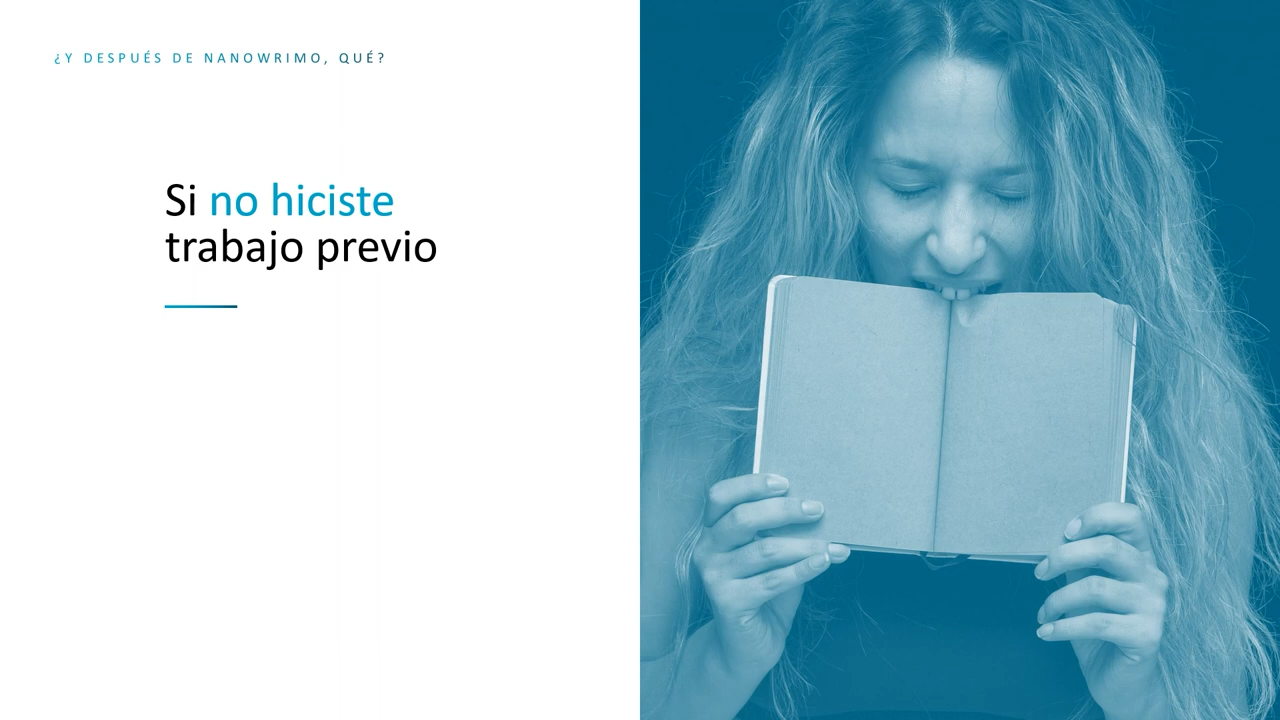 ¿Y DESPUÉS DE NANOWRIMO, QUÉ?
Si no hiciste
trabajo previo